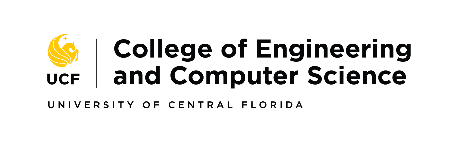 UCF
College of Engineering
and Computer Science
UNIVERSITY OF CENTRAL FLORIDA